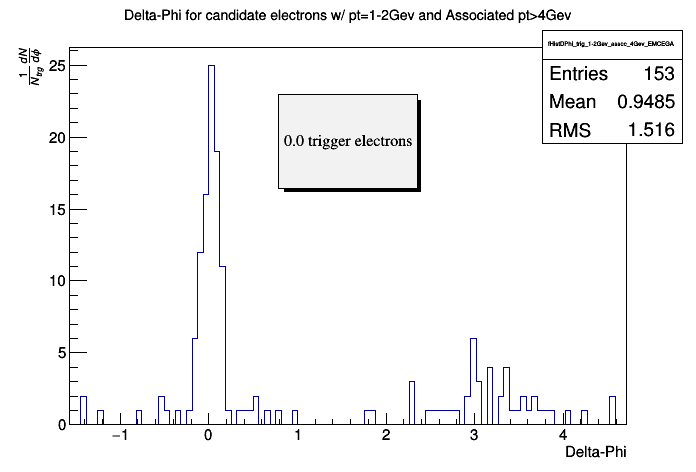 Delta-Phi for candidate electrons w/ pt=1-2Gev and Associated pt>4Gev
fHistDPhi_trig_1-2Gev_assoc_4Gev_EMCEGA
Entries 153
Mean 0.9485
RMS 1.516
1/N_trg dN/dϕ
0.0 trigger electrons
25
20
15
10
5
0
−1 0 1 2 3 4
Delta-Phi